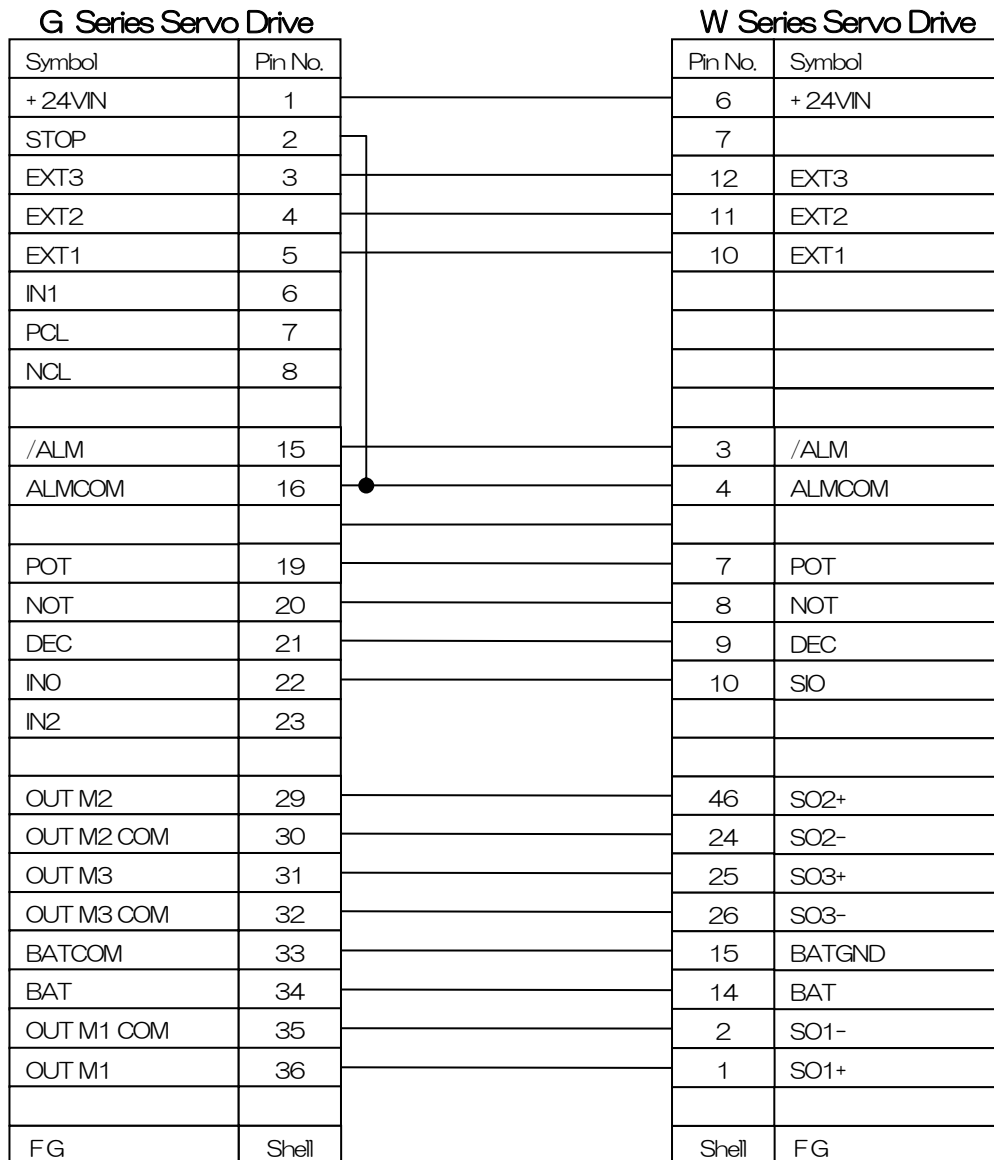 G Series Servo Drive W Series Servo Drive
Symbol Pin No. Pin No. Symbol
+24VIN 1 6 +24VIN
STOP 2 7
EXT3 3 12 EXT3
EXT2 4 11 EXT2
EXT1 5 10 EXT1
IN1 6
PCL 7
NCL 8
/ALM 15 3 /ALM
ALMCOM 16 4 ALMCOM
POT 19 7 POT
NOT 20 8 NOT
DEC 21 9 DEC
IN0 22 10 SI0
IN2 23
OUT M2 29 46 SO2+
OUT M2 COM 30 24 SO2-
OUT M3 31 25 SO3+
OUT M3 COM 32 26 SO3-
BATCOM 33 15 BATGND
BAT 34 14 BAT
OUT M1 COM 35 2 SO1-
OUT M1 36 1 SO1+
FG Shell Shell FG